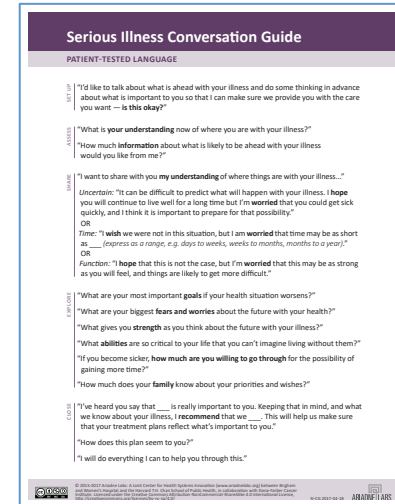 Serious Illness Conversation Guide
PATIENT-TESTED LANGUAGE
SET UP
"I'd like to talk about what is ahead with your illness and do some thinking in advance
about what is important to you so that I can make sure we provide you with the care
you want — is this okay?"
ASSESS
"What is your understanding now of where you are with your illness?"
"How much information about what is likely to be ahead with your illness
would you like from me?"
SHARE
"I want to share with you my understanding of where things are with your illness..."
Uncertain: "It can be difficult to predict what will happen with your illness. I hope
you will continue to live well for a long time but I'm worried that you could get sick
quickly, and I think it is important to prepare for that possibility."
OR
Time: "I wish we were not in this situation, but I am worried that time may be as short
as ___ (express as a range, e.g. days to weeks, weeks to months, months to a year)."
OR
Function: "I hope that this is not the case, but I'm worried that this may be as strong
as you will feel, and things are likely to get more difficult."
EXPLORE
"What are your most important goals if your health situation worsens?"
"What are your biggest fears and worries about the future with your health?"
"What gives you strength as you think about the future with your illness?"
"What abilities are so critical to your life that you can't imagine living without them?"
"If you become sicker, how much are you willing to go through for the possibility of
gaining more time?"
"How much does your family know about your priorities and wishes?"
CLOSE
"I've heard you say that ___ is really important to you. Keeping that in mind, and what
we know about your illness, I recommend that we ___. This will help us make sure
that your treatment plans reflect what's important to you."
"How does this plan seem to you?"
"I will do everything I can to help you through this."
ARIADNE LABS